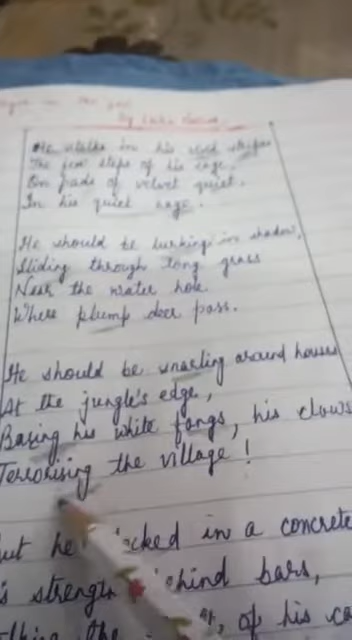 He stalks in his vivid stripes
The few steps of his cage,
On pads of velvet quiet,
In his quiet rage.
He should be lurking in shadow,
Sliding through long grass
Near the water hole
Where plump deer pass.
He should be snarling around houses
At the jungle's edge,
Baring his white fangs, his claws
Terrorising the village!
but he locked in a concrete
s strength behind bars,
the of his ca